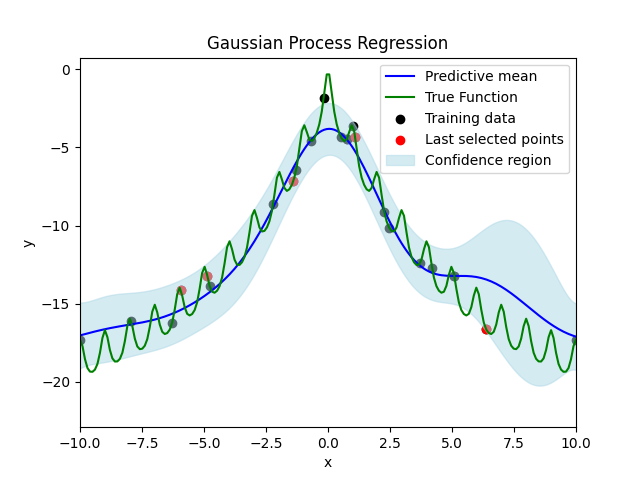 Gaussian Process Regression
0
−5
−10
−15
−20
y
Predictive mean
True Function
Training data
Last selected points
Confidence region
−10.0 −7.5 −5.0 −2.5 0.0 2.5 5.0 7.5 10.0
x